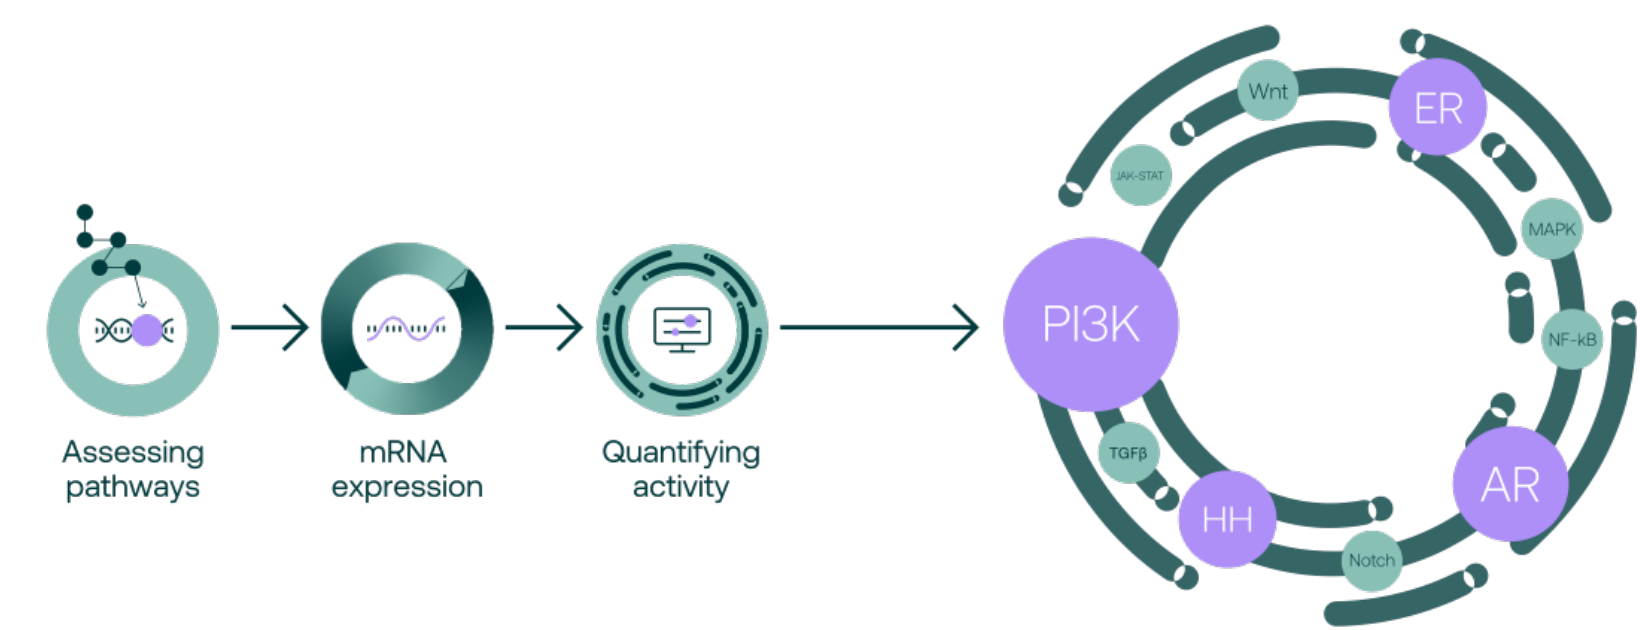 Assessing
pathways
mRNA
expression
Quantifying
activity
Wnt
ER
JAK-STAT
MAPK
PI3K
NF-kB
TGFβ
AR
HH
Notch